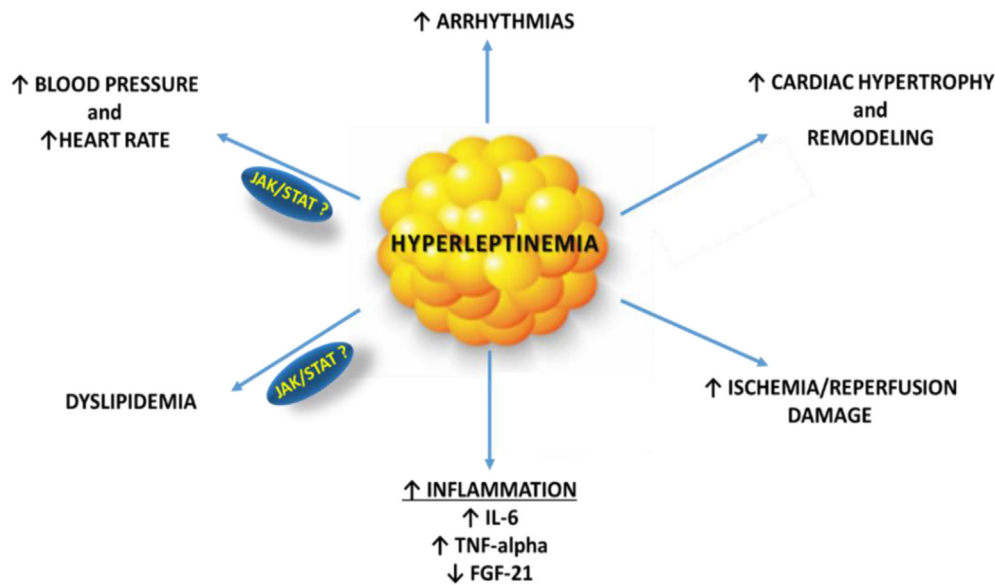 ↑ ARRHYTHMIAS
↑ BLOOD PRESSURE
and
↑HEART RATE
↑ CARDIAC HYPERTROPHY
and
REMODELING
JAK/STAT ?
HYPERLEPTINEMIA
JAK/STAT ?
DYSLIPIDEMIA
↑ ISCHEMIA/REPERFUSION
DAMAGE
↑ INFLAMMATION
↑ IL-6
↑ TNF-alpha
↓ FGF-21